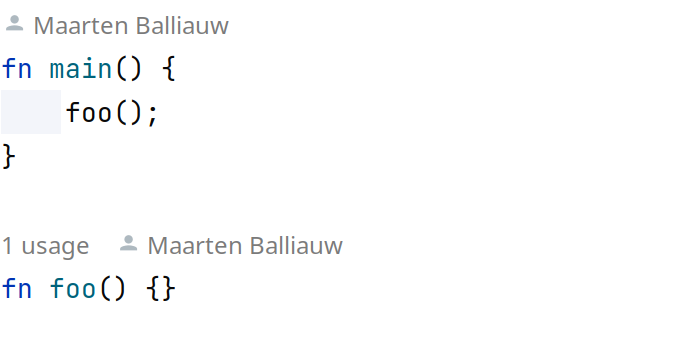 Maarten Balliauw
fn main() {
    foo();
}
1 usage Maarten Balliauw
fn foo() {}